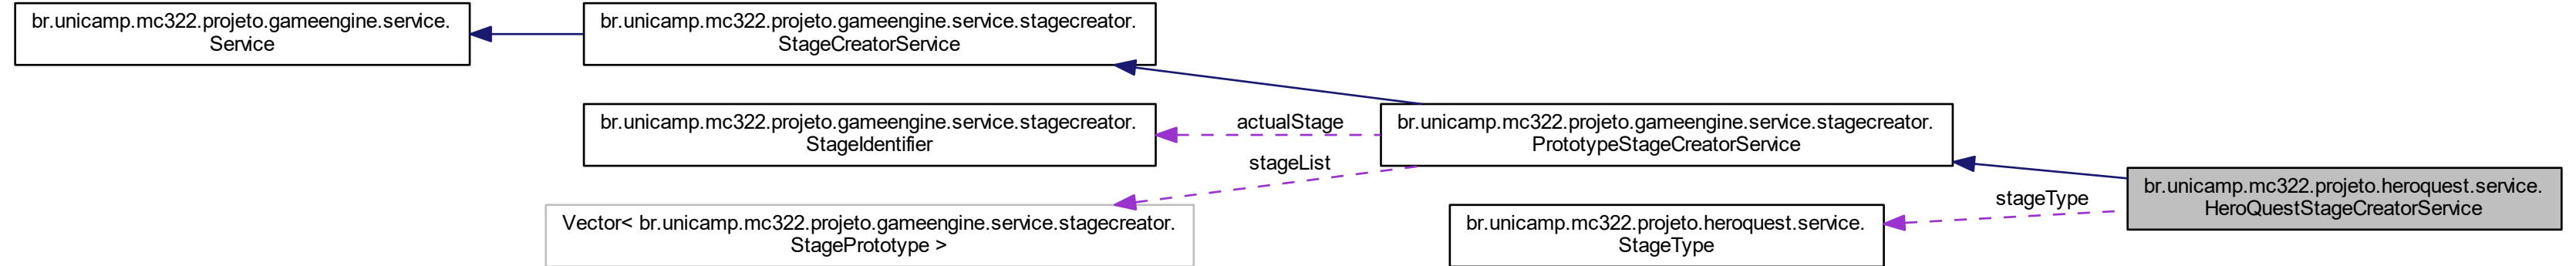 br.unicamp.mc322.projeto.gameengine.service.
Service
br.unicamp.mc322.projeto.gameengine.service.stagecreator.
StageCreatorService
br.unicamp.mc322.projeto.gameengine.service.stagecreator.
StageIdentifier
actualStage
stageList
br.unicamp.mc322.projeto.gameengine.service.stagecreator.
PrototypeStageCreatorService
Vector< br.unicamp.mc322.projeto.gameengine.service.stagecreator.
StagePrototype >
br.unicamp.mc322.projeto.heroquest.service.
StageType
stageType
br.unicamp.mc322.projeto.heroquest.service.
HeroQuestStageCreatorService